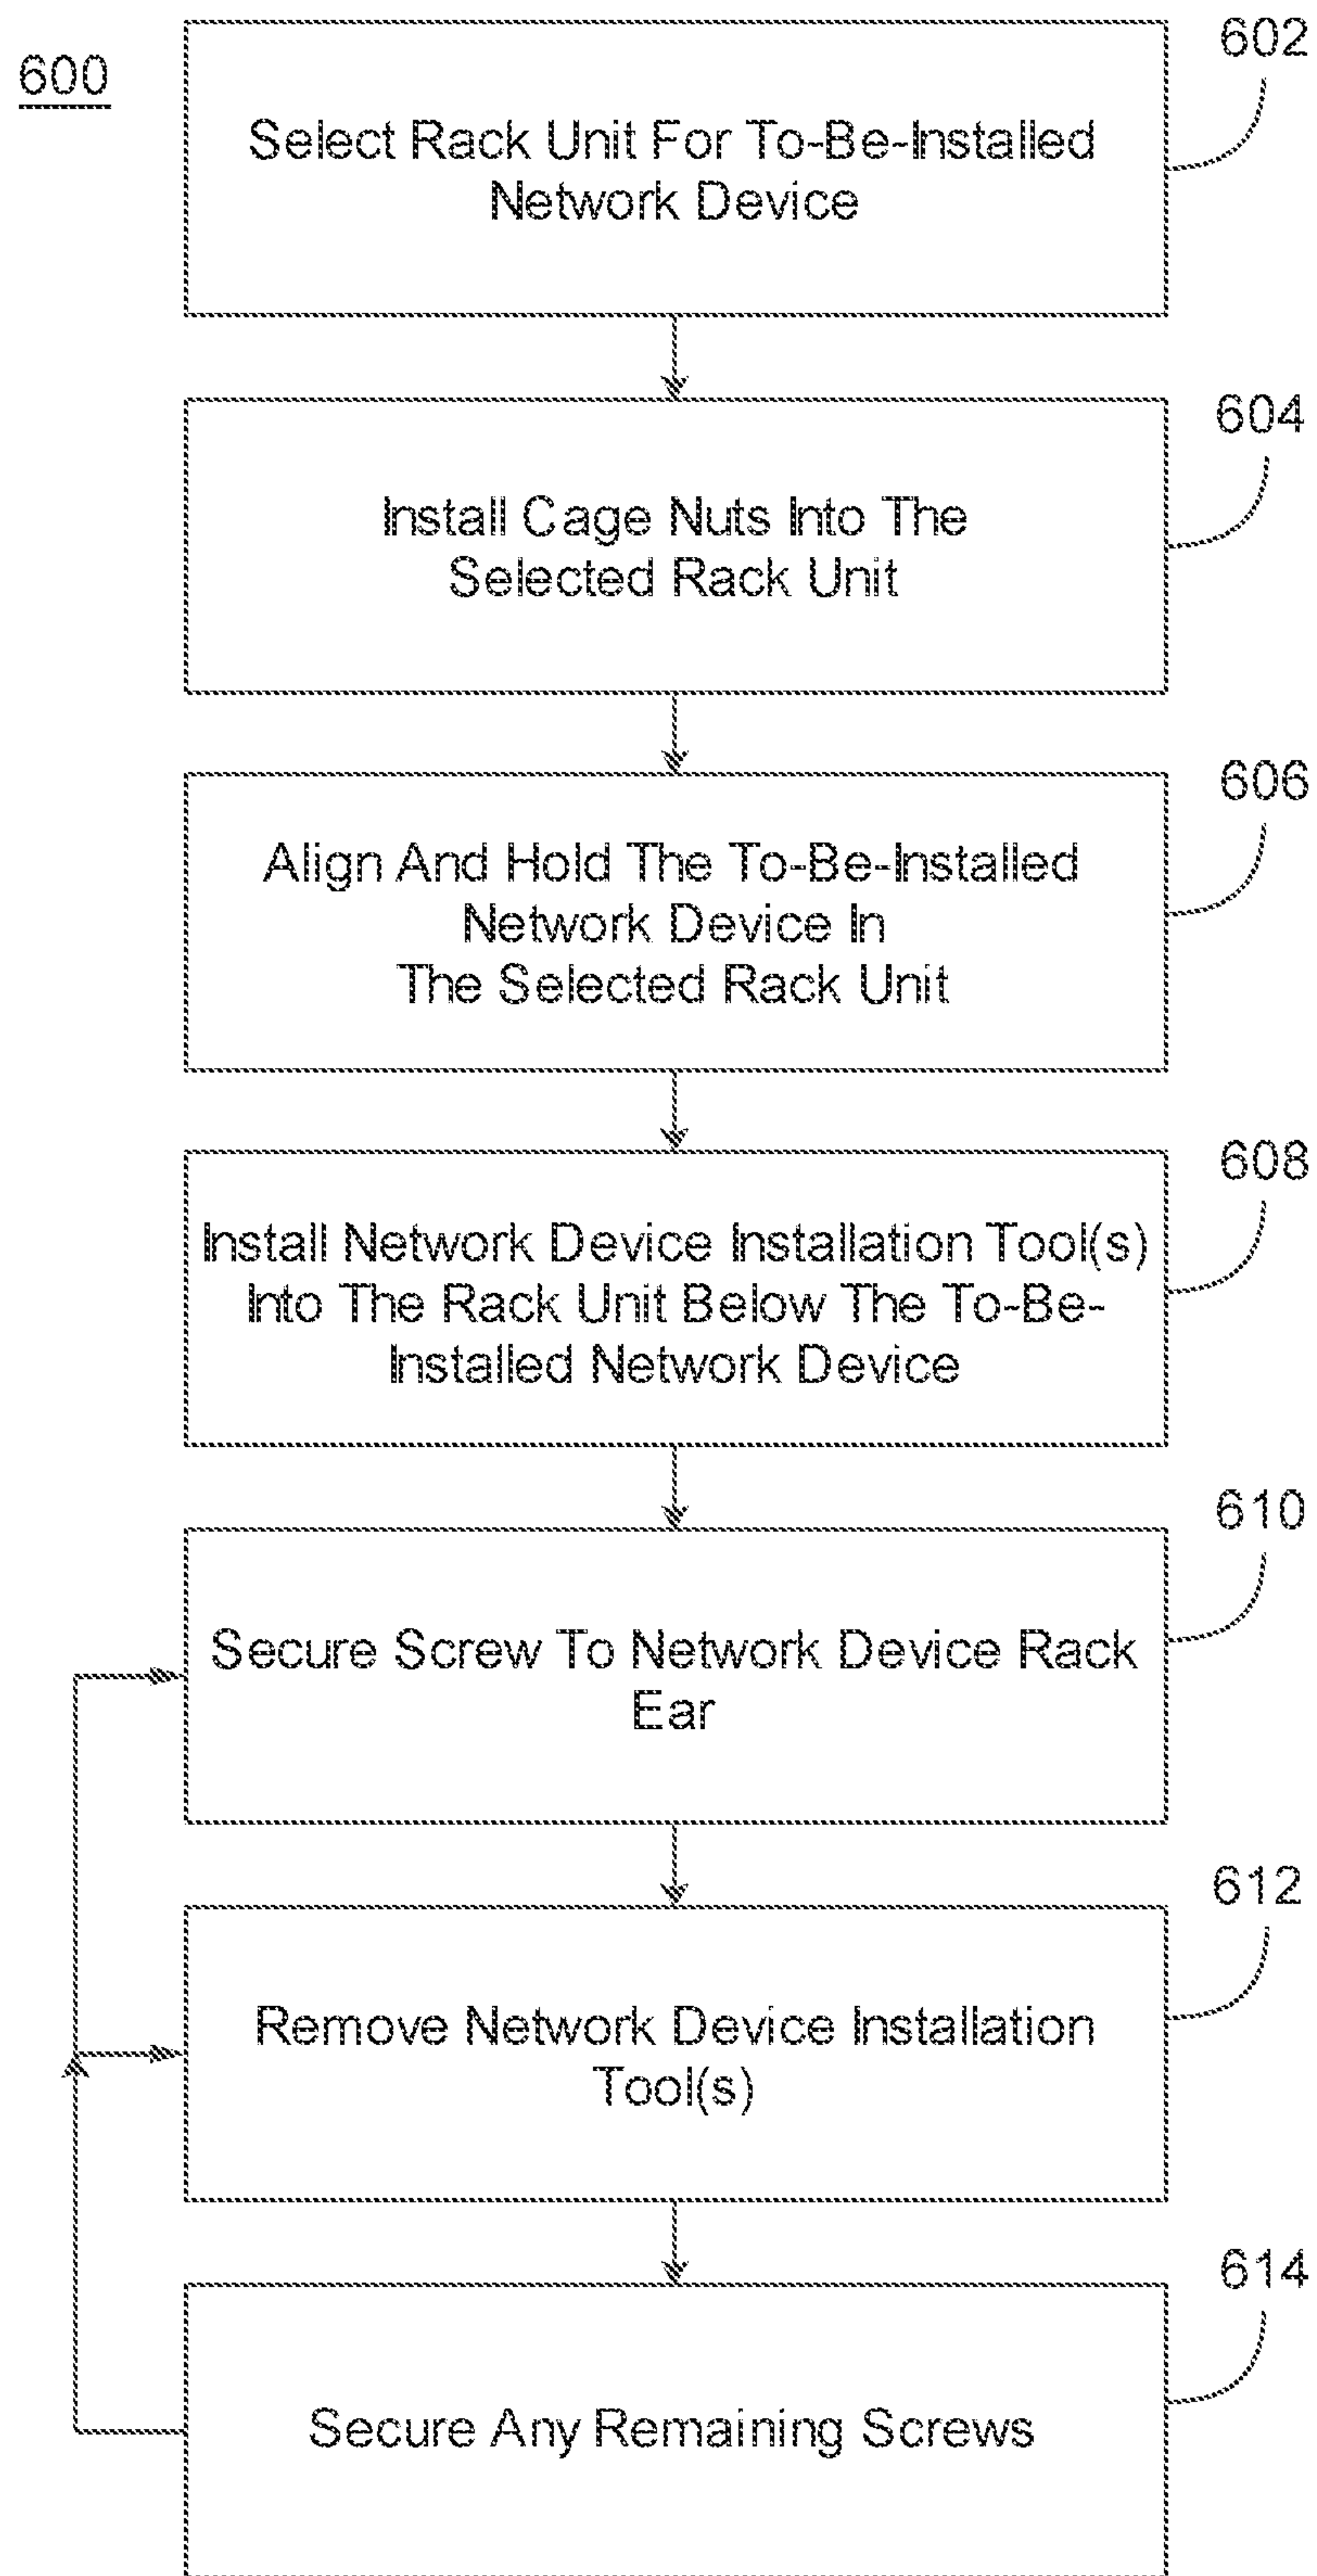 600
602
Select Rack Unit For To-Be-Installed
Network Device
604
Install Cage Nuts Into The
Selected Rack Unit
606
Align And Hold The To-Be-Installed
Network Device In
The Selected Rack Unit
608
Install Network Device Installation Tool(s)
Into The Rack Unit Below The To-Be-
Installed Network Device
610
Secure Screw To Network Device Rack
Ear
612
Remove Network Device Installation
Tool(s)
614
Secure Any Remaining Screws